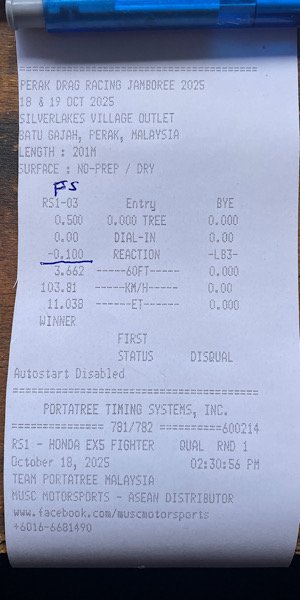 ==========================================
PERAK DRAG RACING JAMBOREE 2025
18 & 19 OCT 2025
SILVERLAKES VILLAGE OUTLET
BATU GAJAH, PERAK, MALAYSIA
LENGTH : 201M
SURFACE : NO-PREP / DRY
FS
RS1-03 Entry BYE
0.500 0.000 TREE 0.000
0.00 DIAL-IN 0.00
-0.100 REACTION -LB3-
3.662 -----60FT----- 0.000
103.81 -----KM/H----- 0.00
11.038 ------ET------ 0.000
WINNER
FIRST
STATUS DISQUAL
Autostart Disabled
==========================================
PORTATREE TIMING SYSTEMS, INC.
=============== 781/782 ==========600214
RS1 - HONDA EX5 FIGHTER QUAL RND 1
October 18, 2025 02:30:56 PM
TEAM PORTATREE MALAYSIA
MUSC MOTORSPORTS - ASEAN DISTRIBUTOR
www.facebook.com/muscmotorsports
+6016-6681490